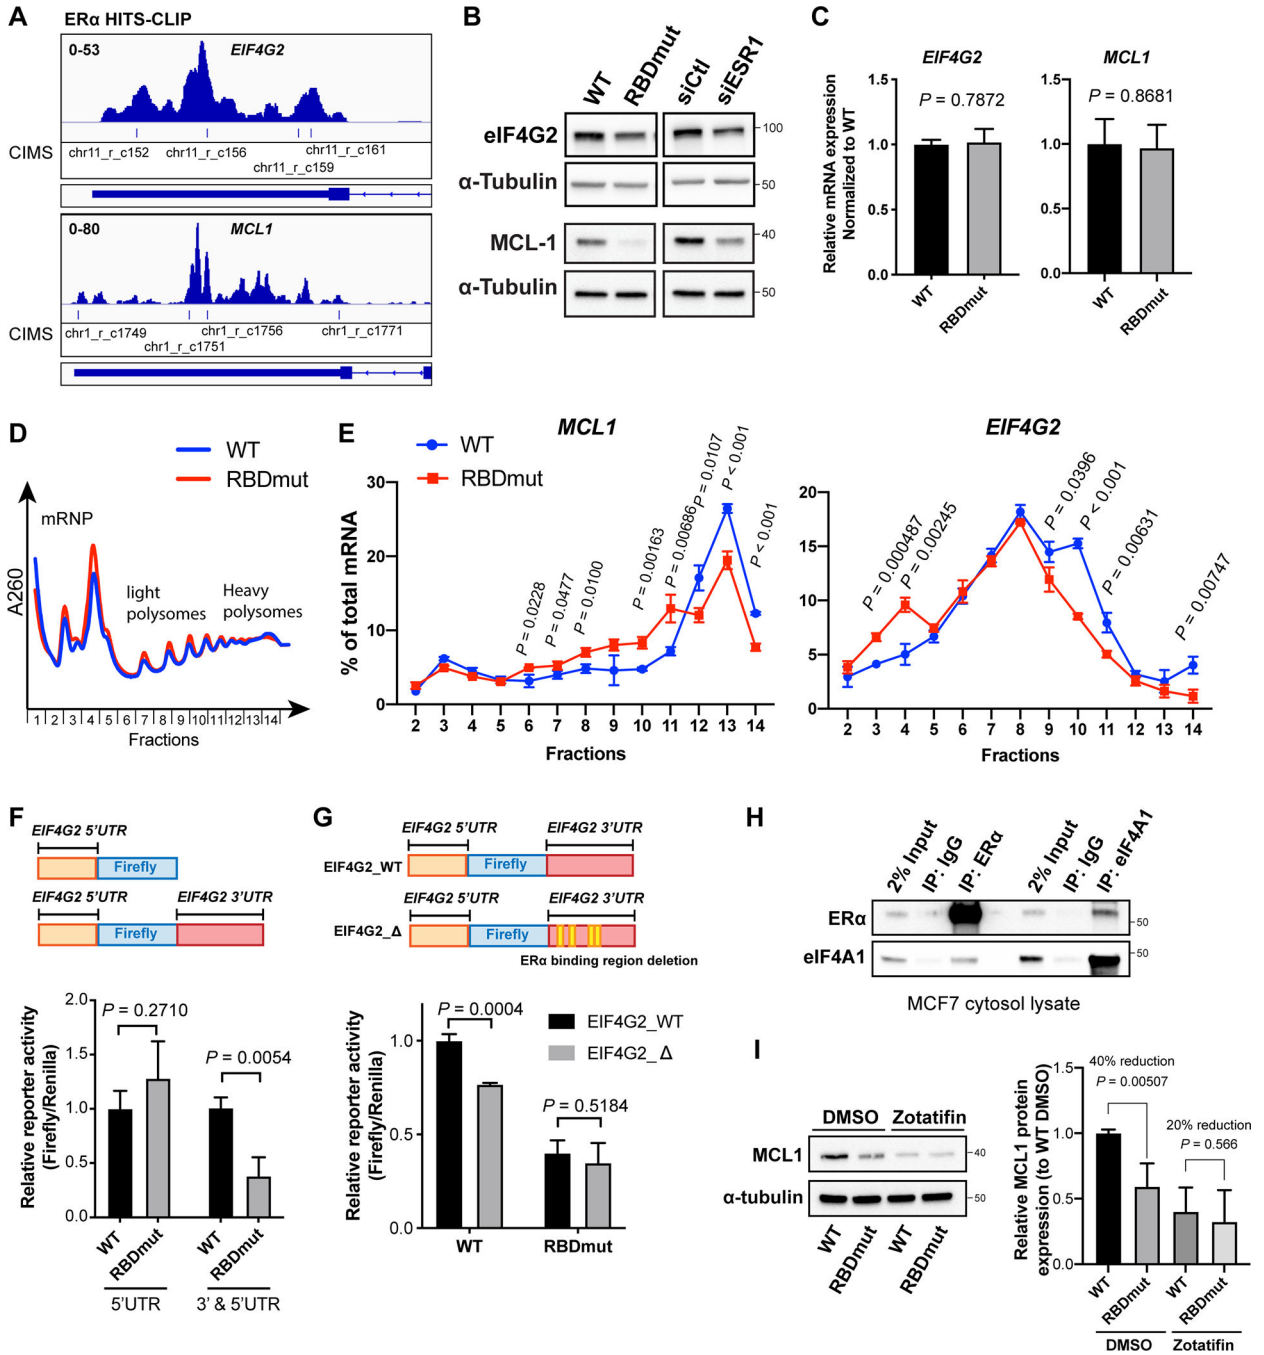 A
ERα HITS-CLIP
0-53
EIF4G2
CIMS
chr11_r_c152
chr11_r_c156
chr11_r_c161
chr11_r_c159
0-80
MCL1
CIMS
chr1_r_c1749
chr1_r_c1756
chr1_r_c1771
chr1_r_c1751
B
WT
RBDmut
siCtl
siESR1
eIF4G2
100
α-Tubulin
50
MCL-1
40
α-Tubulin
50
C
EIF4G2
Relative mRNA expression
Normalized to WT
1.5
1.0
0.5
0.0
P = 0.7872
WT
RBDmut
MCL1
1.5
1.0
0.5
0.0
P = 0.8681
WT
RBDmut
D
WT
RBDmut
A260
mRNP
light
polysomes
Heavy
polysomes
1 2 3 4 5 6 7 8 9 10 11 12 13 14
Fractions
E
MCL1
WT
RBDmut
% of total mRNA
30
20
10
0
P = 0.0228
P = 0.0477
P = 0.0100
P = 0.00163
P = 0.00686
P = 0.0107
P < 0.001
P < 0.001
2 3 4 5 6 7 8 9 10 11 12 13 14
Fractions
EIF4G2
20
15
10
5
0
P = 0.000487
P = 0.00245
P = 0.0396
P < 0.001
P = 0.00631
P = 0.00747
2 3 4 5 6 7 8 9 10 11 12 13 14
Fractions
F
EIF4G2 5'UTR
Firefly
EIF4G2 5'UTR
EIF4G2 3'UTR
Firefly
Relative reporter activity
(Firefly/Renilla)
2.0
1.5
1.0
0.5
0.0
P = 0.2710
P = 0.0054
WT
RBDmut
WT
RBDmut
5'UTR
3' & 5'UTR
G
EIF4G2 5'UTR
EIF4G2 3'UTR
EIF4G2_WT
Firefly
EIF4G2 5'UTR
EIF4G2 3'UTR
EIF4G2_Δ
Firefly
ERα binding region deletion
Relative reporter activity
(Firefly/Renilla)
1.0
0.5
0.0
P = 0.0004
P = 0.5184
EIF4G2_WT
EIF4G2_Δ
WT
RBDmut
H
2% Input
IP: IgG
IP: ERα
2% Input
IP: IgG
IP: eIF4A1
ERα
50
eIF4A1
50
MCF7 cytosol lysate
I
DMSO
Zotatifin
MCL1
40
α-tubulin
50
WT
RBDmut
WT
RBDmut
Relative MCL1 protein
expression (to WT DMSO)
1.5
1.0
0.5
0.0
40% reduction
P = 0.00507
20% reduction
P = 0.566
WT
RBDmut
WT
RBDmut
DMSO
Zotatifin